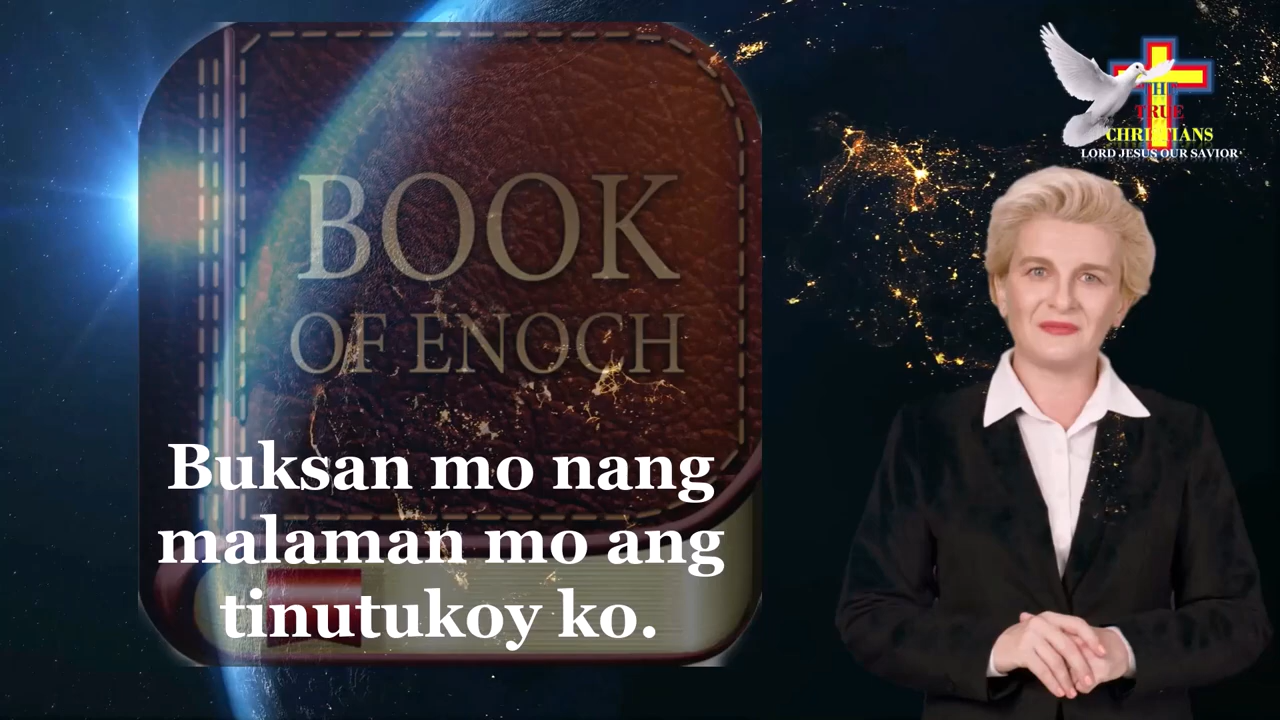 BOOK
OF ENOCH
Buksan mo nang
malaman mo ang
tinutukoy ko.
TRUE
CHRISTIANS
LORD JESUS OUR SAVIOR